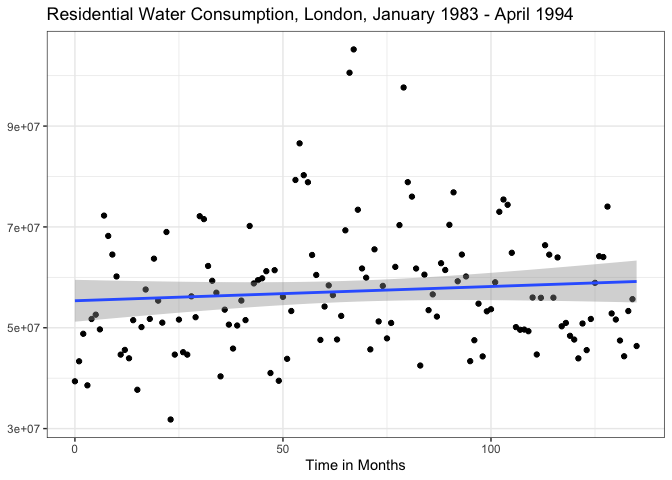 Residential Water Consumption, London, January 1983 - April 1994
9e+07
7e+07
5e+07
3e+07
0
50
100
Time in Months